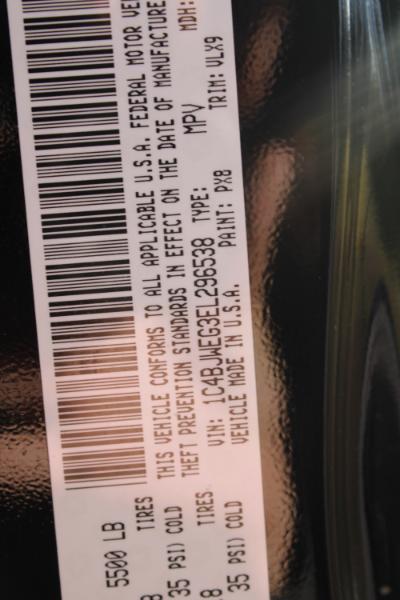 5500 LB
TIRES
35 PSI) COLD
TIRES
35 PSI) COLD
THIS VEHICLE CONFORMS TO ALL APPLICABLE U.S.A. FEDERAL MOTOR
THEFT PREVENTION STANDARDS IN EFFECT ON THE DATE OF MANUFACTURE
VIN: 1C4BJWEG3EL296538 TYPE: MPV MDH:
VEHICLE MADE IN U.S.A. PAINT: PX8 TRIM: VLX9